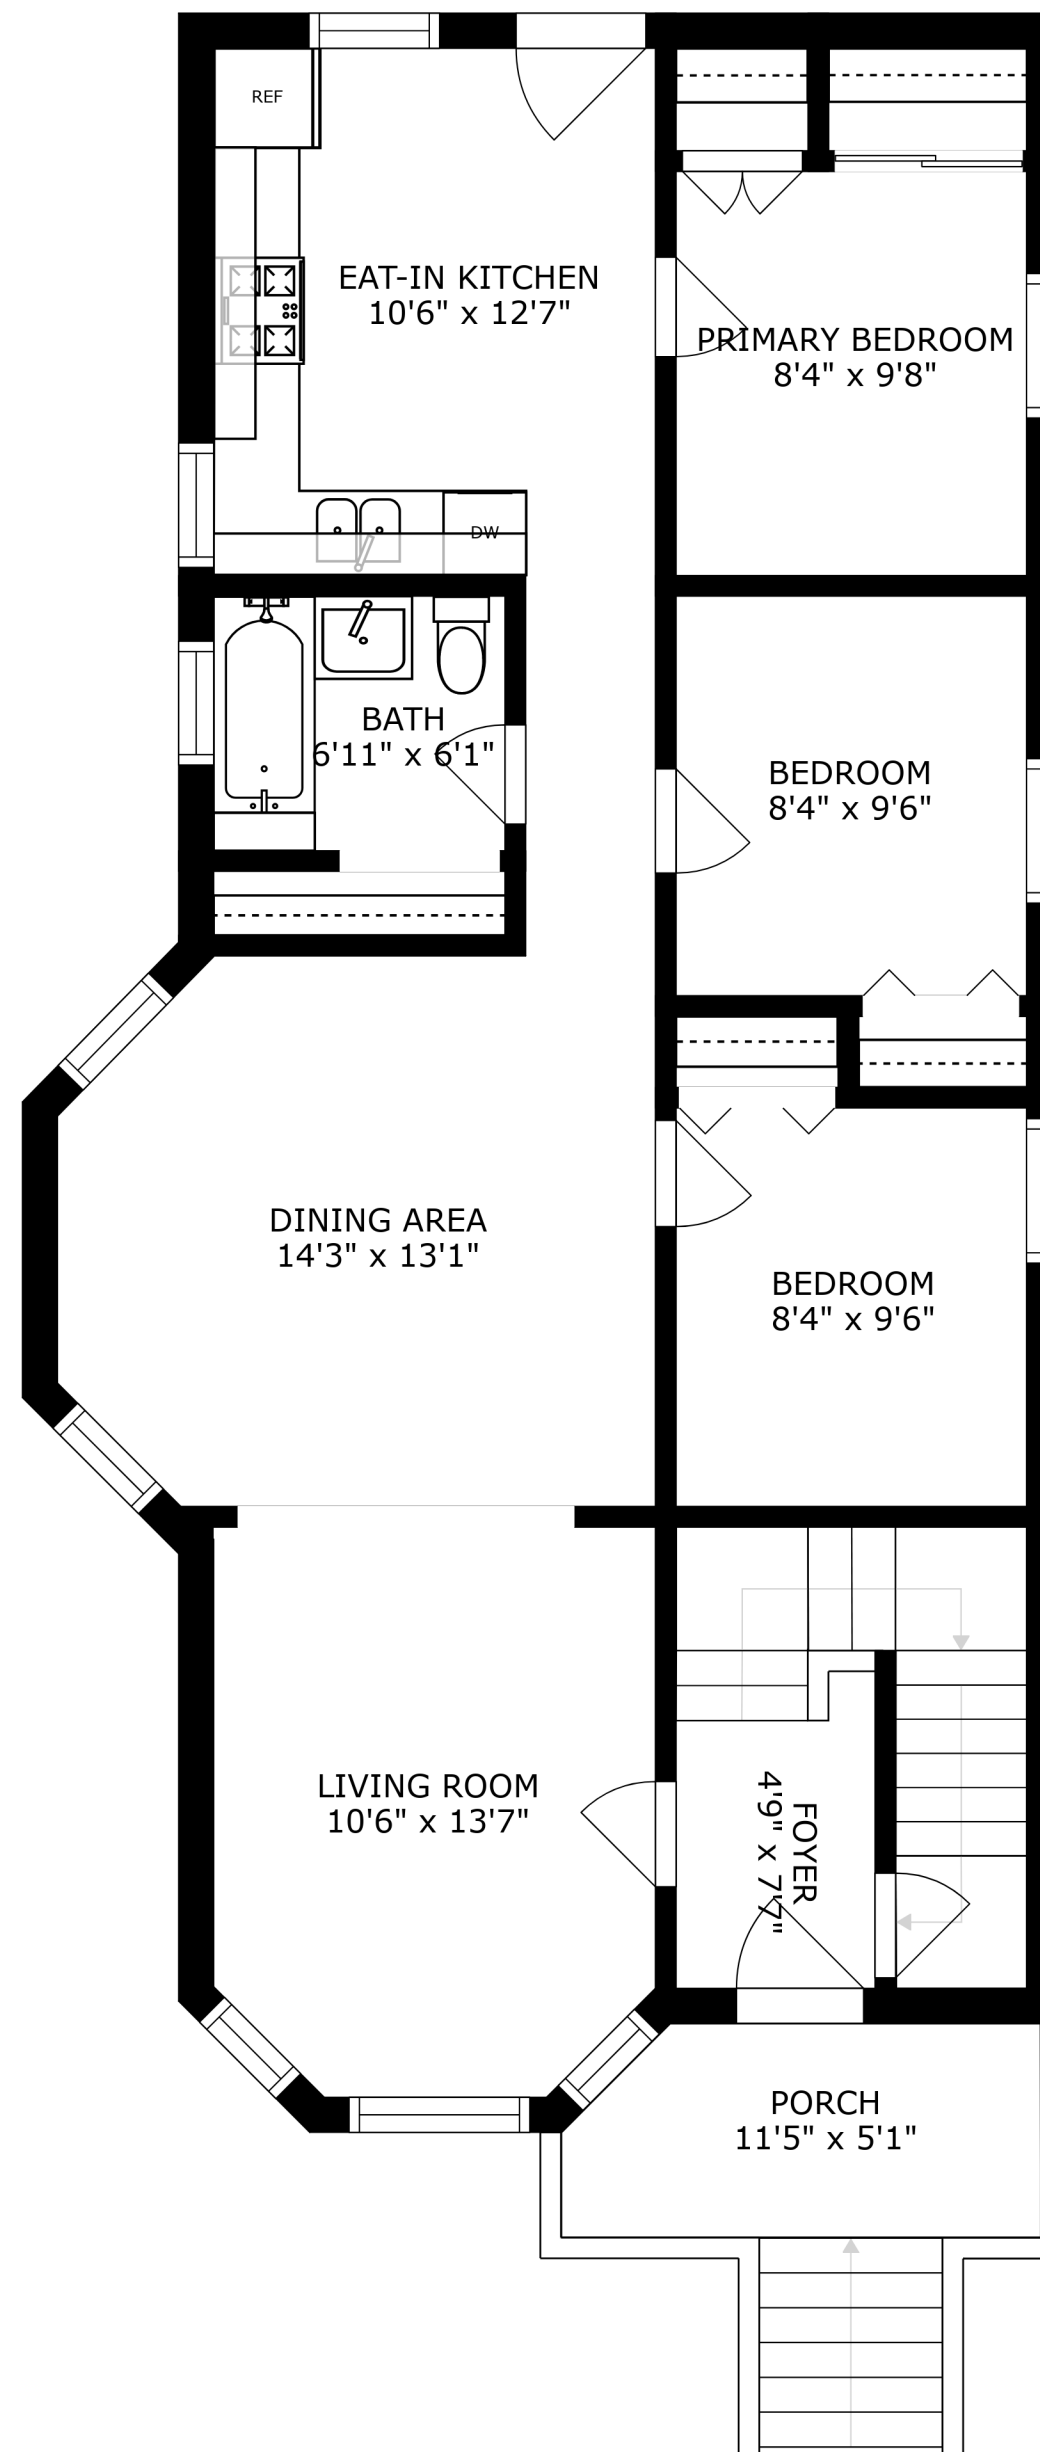 REF
EAT-IN KITCHEN
10'6" x 12'7"
PRIMARY BEDROOM
8'4" x 9'8"
DW
BATH
6'11" x 6'1"
BEDROOM
8'4" x 9'6"
DINING AREA
14'3" x 13'1"
BEDROOM
8'4" x 9'6"
LIVING ROOM
10'6" x 13'7"
FOYER
4'9" x 7'7"
PORCH
11'5" x 5'1"